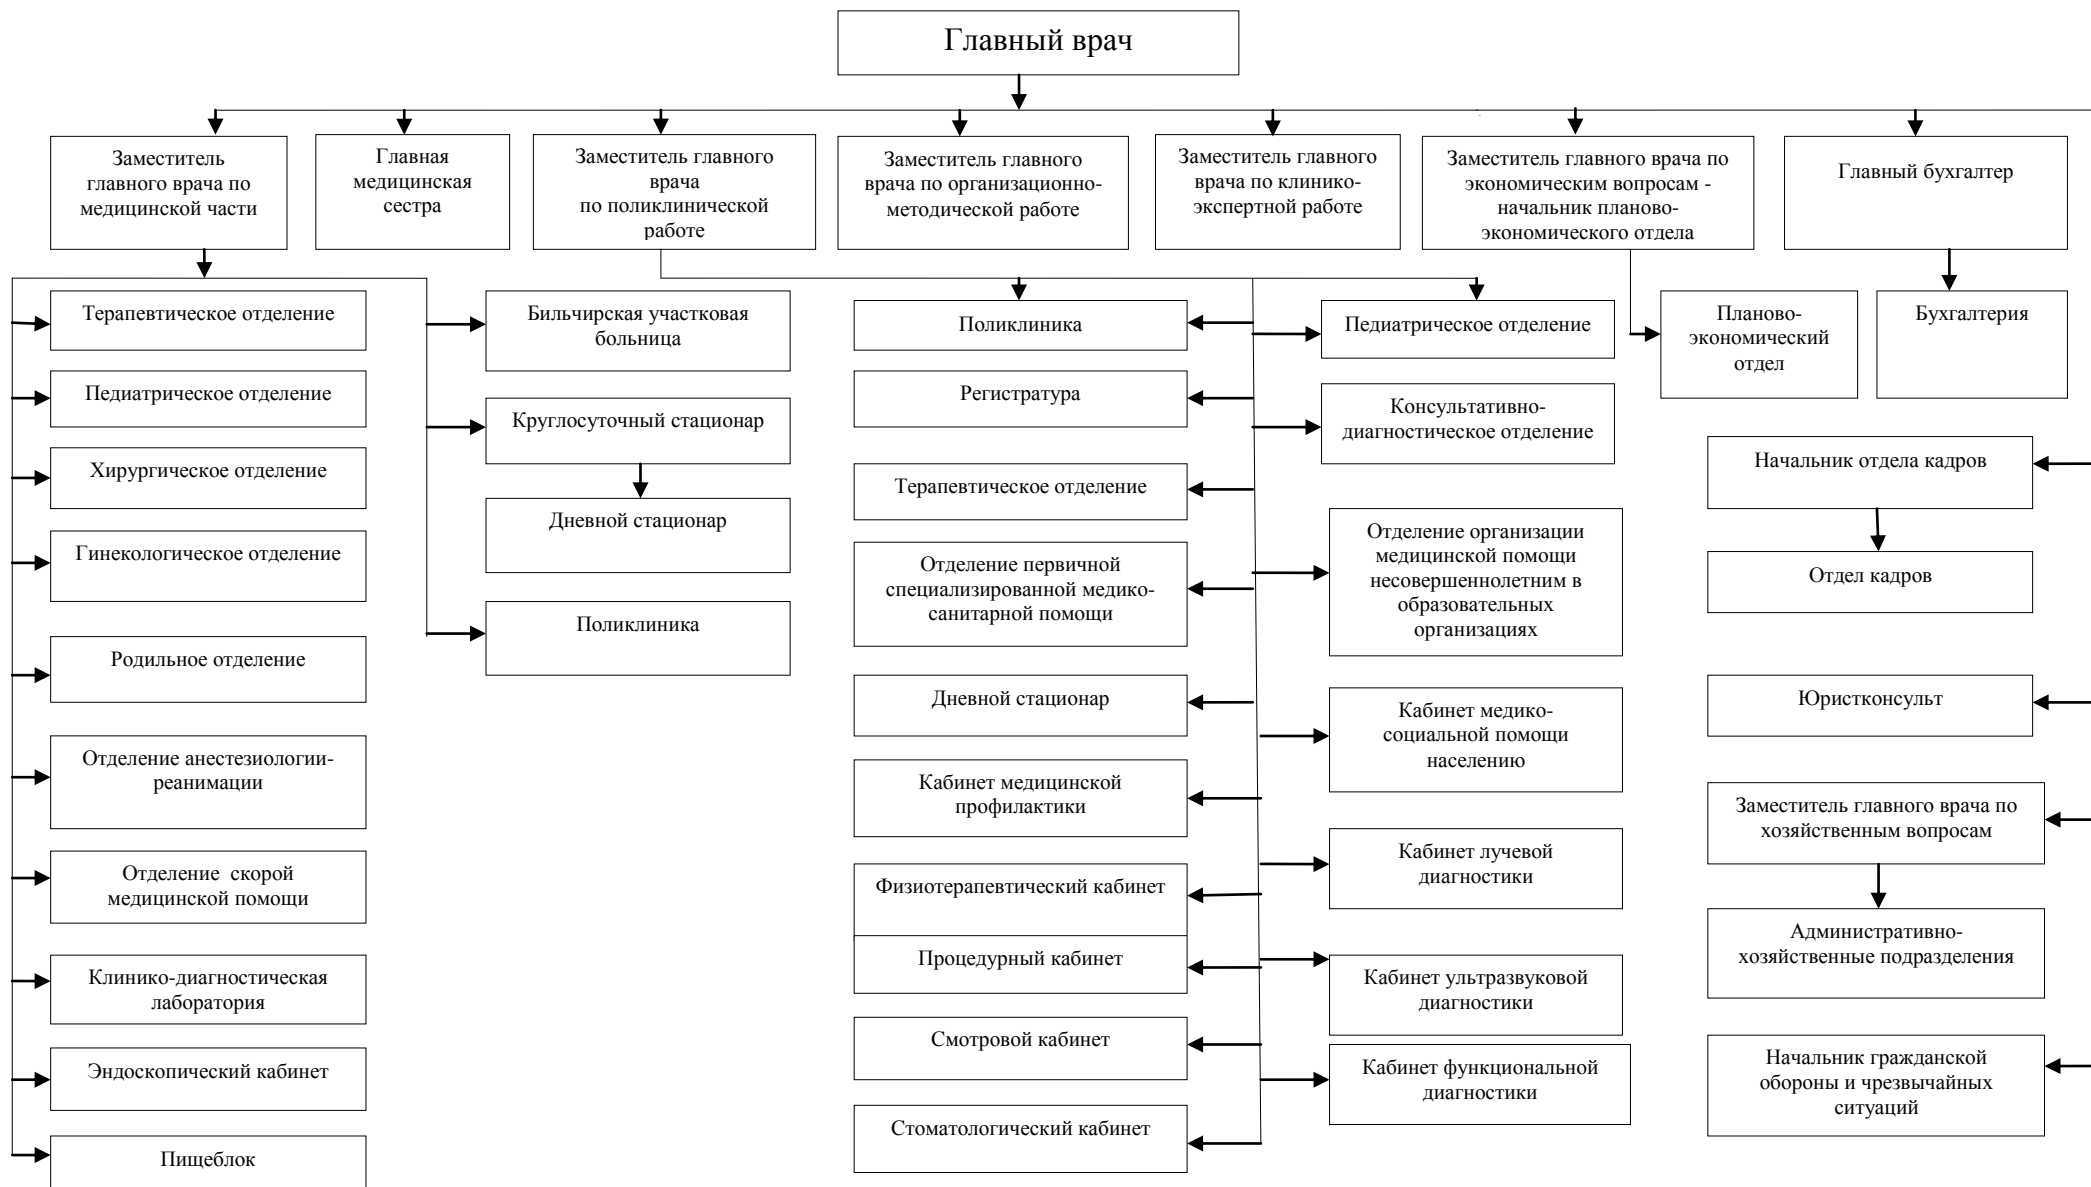 Главный врач
Заместитель
главного врача по
медицинской части
Главная
медицинская
сестра
Заместитель главного
врача
по поликлинической
работе
Заместитель главного
врача по организационно-
методической работе
Заместитель главного
врача по клинико-
экспертной работе
Заместитель главного врача по
экономическим вопросам -
начальник планово-
экономического отдела
Главный бухгалтер
Терапевтическое отделение
Педиатрическое отделение
Хирургическое отделение
Гинекологическое отделение
Родильное отделение
Отделение анестезиологии-
реанимации
Отделение скорой
медицинской помощи
Клинико-диагностическая
лаборатория
Эндоскопический кабинет
Пищеблок
Бильчирская участковая
больница
Круглосуточный стационар
Дневной стационар
Поликлиника
Поликлиника
Регистратура
Терапевтическое отделение
Отделение первичной
специализированной медико-
санитарной помощи
Дневной стационар
Кабинет медицинской
профилактики
Физиотерапевтический кабинет
Процедурный кабинет
Смотровой кабинет
Стоматологический кабинет
Педиатрическое отделение
Консультативно-
диагностическое отделение
Отделение организации
медицинской помощи
несовершеннолетним в
образовательных
организациях
Кабинет медико-
социальной помощи
населению
Кабинет лучевой
диагностики
Кабинет ультразвуковой
диагностики
Кабинет функциональной
диагностики
Планово-
экономический
отдел
Бухгалтерия
Начальник отдела кадров
Отдел кадров
Юристконсульт
Заместитель главного врача по
хозяйственным вопросам
Административно-
хозяйственные подразделения
Начальник гражданской
обороны и чрезвычайных
ситуаций